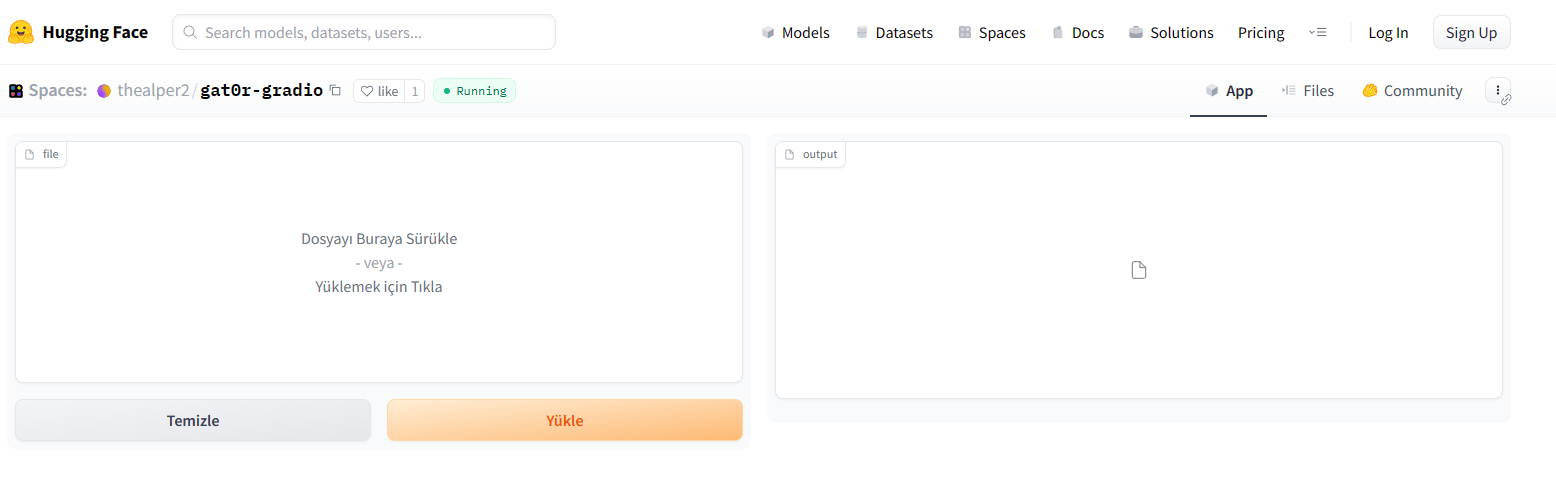 Hugging Face
Search models, datasets, users...
Models
Datasets
Spaces
Docs
Solutions
Pricing
Log In
Sign Up
Spaces:
thealper2/gat0r-gradio
like
1
Running
App
Files
Community
file
Dosyayı Buraya Sürükle
- veya -
Yüklemek için Tıkla
Temizle
Yükle
output